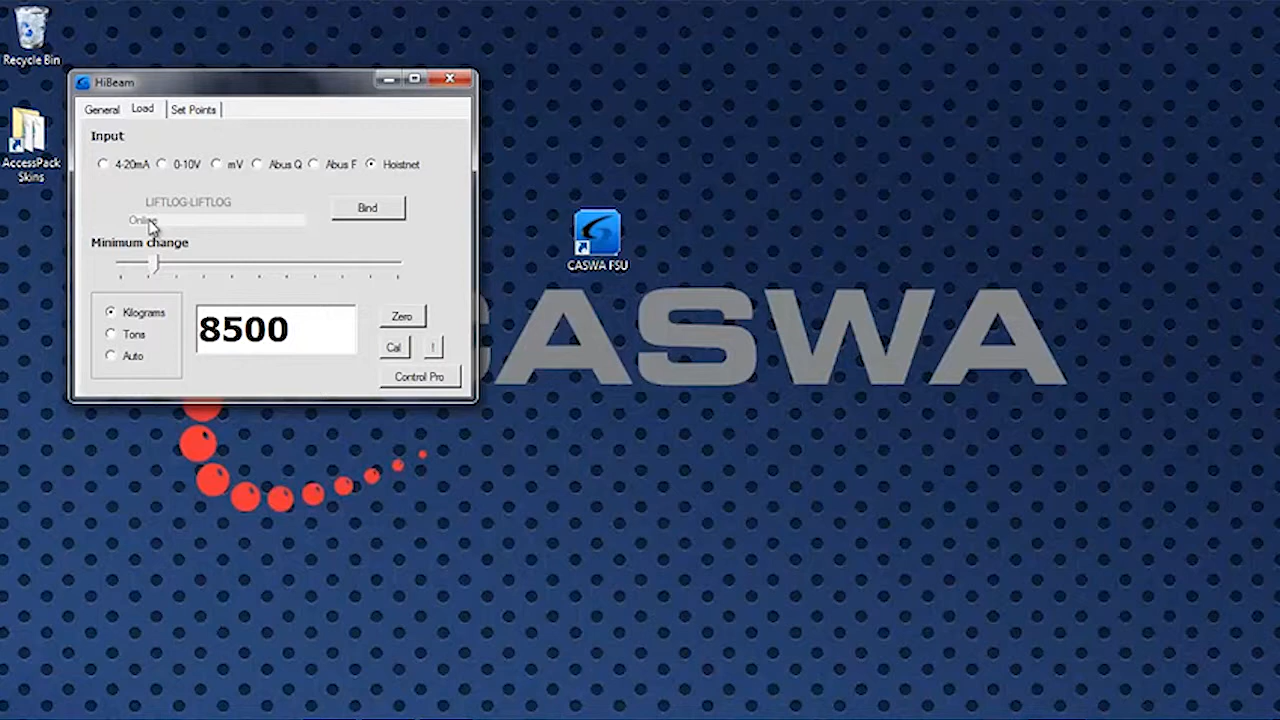 Recycle Bin
AccessPack
Skins
HiBeam
General Load Set Points
Input
4-20mA 0-10V mV Abus Q Abus F Hoistnet
LIFTLOG-LIFTLOG
Bind
Online
Minimum change
Kilograms
Tons
Auto
8500
Zero
Cal !
Control Pro
CASWA FSU
CASWA